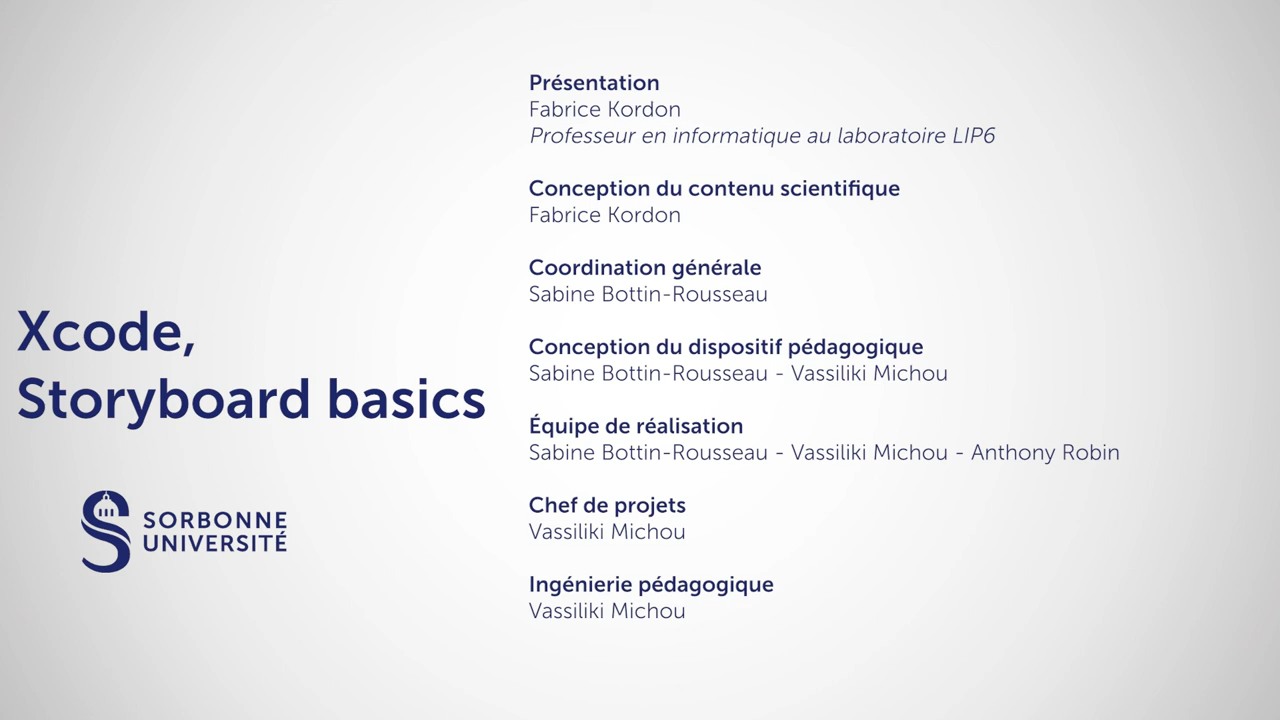 Xcode,
Storyboard basics
SORBONNE
UNIVERSITÉ
Présentation
Fabrice Kordon
Professeur en informatique au laboratoire LIP6
Conception du contenu scientifique
Fabrice Kordon
Coordination générale
Sabine Bottin-Rousseau
Conception du dispositif pédagogique
Sabine Bottin-Rousseau - Vassiliki Michou
Équipe de réalisation
Sabine Bottin-Rousseau - Vassiliki Michou - Anthony Robin
Chef de projets
Vassiliki Michou
Ingénierie pédagogique
Vassiliki Michou